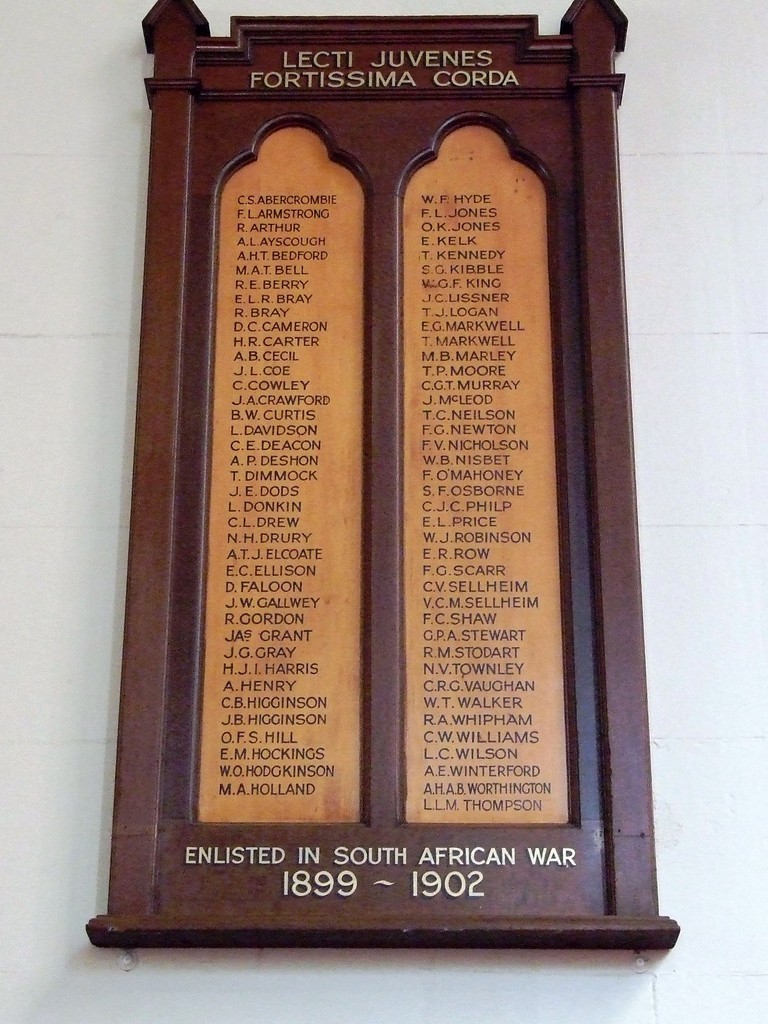 LECTI JUVENES
FORTISSIMA CORDA
C.S. ABERCROMBIE
F. L. ARMSTRONG
R. ARTHUR
A. L AYSCOUGH
A.H.T. BEDFORD
M.A.T. BELL
R. E. BERRY
E. L. R. BRAY
R. BRAY
D. C. CAMERON
H. R. CARTER
A. B. CECIL
J. L. COE
C. COWLEY
J. A. CRAWFORD
B. W. CURTIS
L. DAVIDSON
C. E. DEACON
A. P. DESHON
T. DIMMOCK
J. E. DODS
L. DONKIN
C. L. DREW
N. H. DRURY
A.T. J. ELCOATE
E. C. ELLISON
D. FALOON
J. W. GALLWEY
R. GORDON
JAS GRANT
J. G. GRAY
H. J. I. HARRIS
A. HENRY
C. B. HIGGINSON
J. B. HIGGINSON
O. F. S. HILL
E. M. HOCKINGS
W. O. HODGKINSON
M. A. HOLLAND
W. F. HYDE
F. L. JONES
O. K. JONES
E. KELK
T. KENNEDY
S. G. KIBBLE
W. G. F. KING
J. C. LISSNER
T. J. LOGAN
E. G. MARKWELL
T. MARKWELL
M. B. MARLEY
T. P. MOORE
C.G.T. MURRAY
J. McLEOD
T. C. NEILSON
F. G. NEWTON
F. V. NICHOLSON
W. B. NISBET
F. O'MAHONEY
S. F. OSBORNE
C. J. C. PHILP
E. L. PRICE
W. J. ROBINSON
E. R. ROW
F. G. SCARR
C. V. SELLHEIM
V. C. M. SELLHEIM
F. C. SHAW
G.P.A. STEWART
R. M. STODART
N. V. TOWNLEY
C. R. G. VAUGHAN
W. T. WALKER
R. A. WHIPHAM
C. W. WILLIAMS
L. C. WILSON
A. E. WINTERFORD
A.H.A.B. WORTHINGTON
L. L. M. THOMPSON
ENLISTED IN SOUTH AFRICAN WAR
1899 ~ 1902